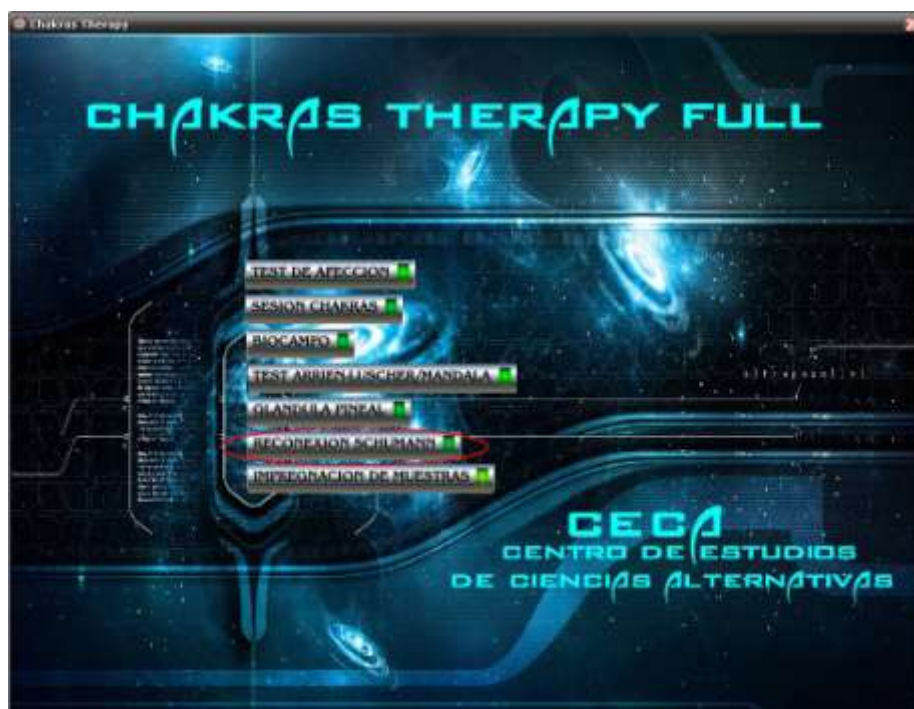 Chakras Therapy
CHAKRAS THERAPY FULL
TEST DE AFECCION
SESION CHAKRAS
BIOCAMPO
TEST ARRIEN/LUSCHER/MANDALA
GLANDULA PINEAL
RECONEXION SCHUMANN
IMPREGNACION DE MUESTRAS
CECA
CENTRO DE ESTUDIOS
DE CIENCIAS ALTERNATIVAS